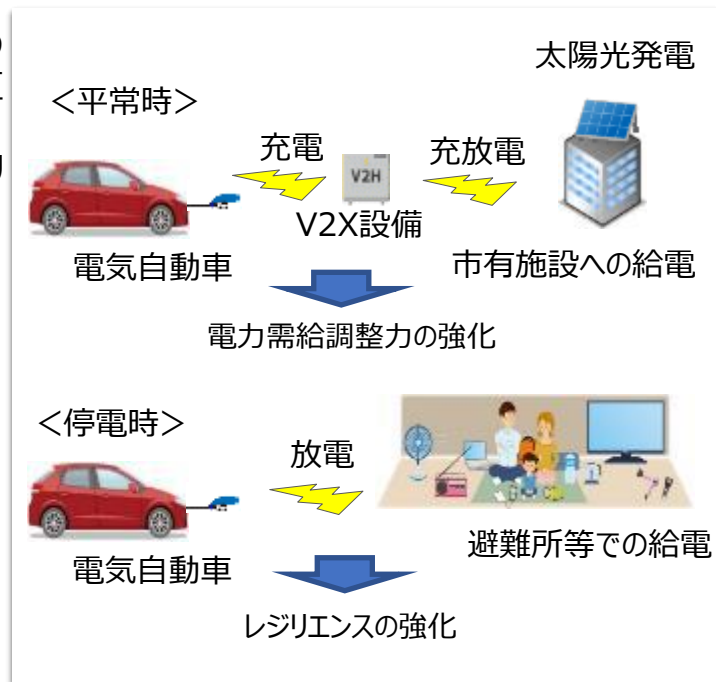 太陽光発電
<平常時>
充電
充放電
V2H
V2X設備
電気自動車
市有施設への給電
電力需給調整力の強化
<停電時>
放電
避難所等での給電
電気自動車
レジリエンスの強化